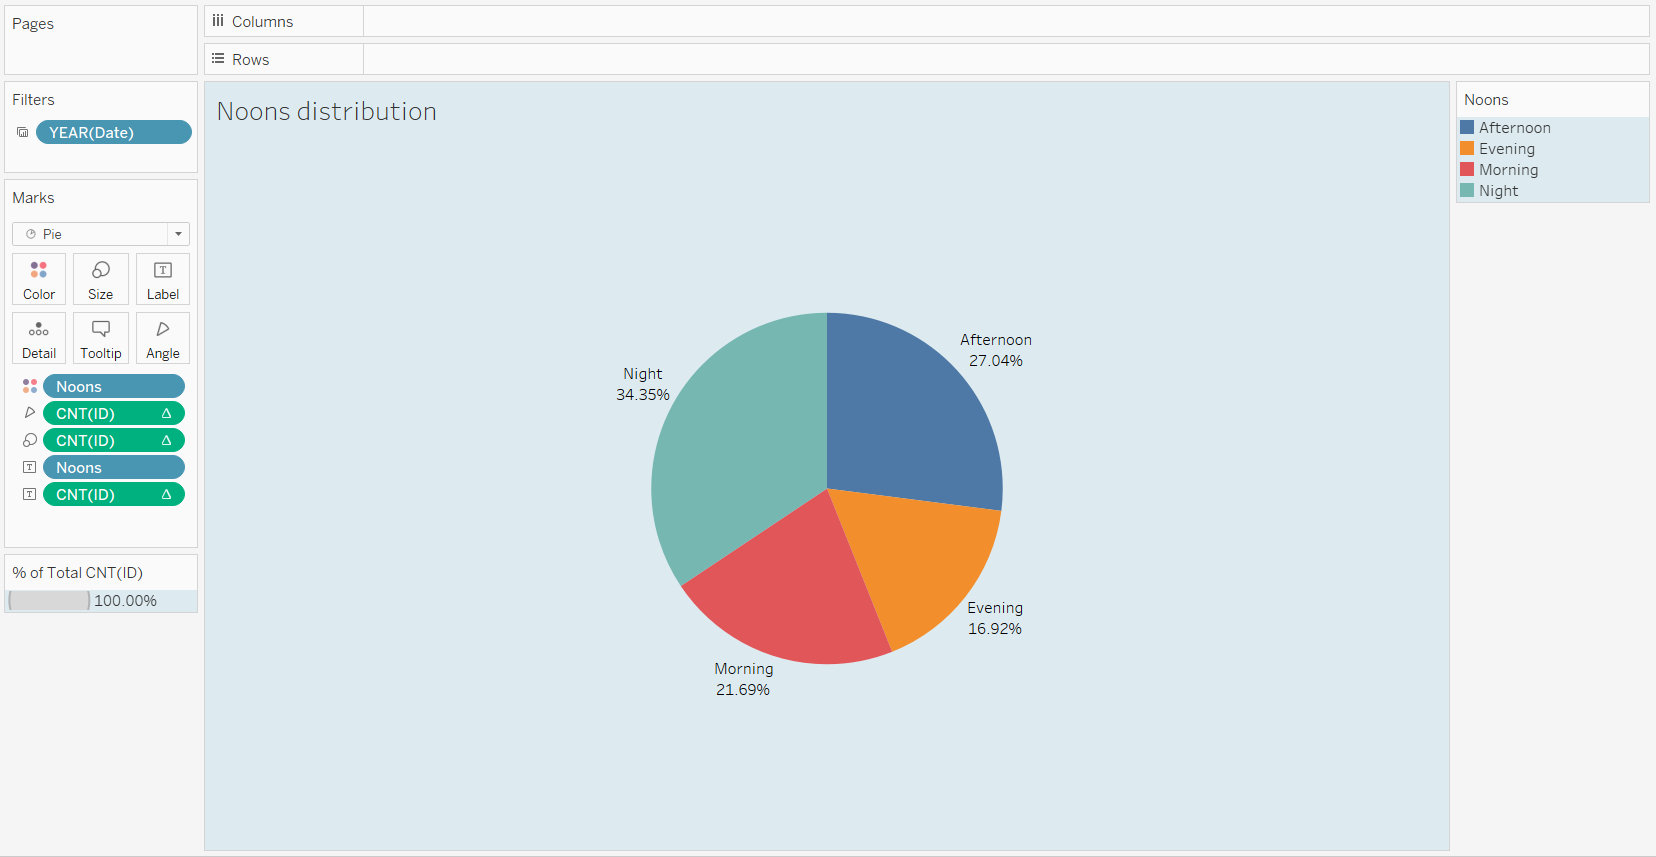 Pages
Columns
Rows
Filters
YEAR(Date)
Marks
Pie
Color
Size
Label
Detail
Tooltip
Angle
Noons
CNT(ID) Δ
CNT(ID) Δ
Noons
CNT(ID) Δ
% of Total CNT(ID)
100.00%
Noons distribution
Afternoon
27.04%
Night
34.35%
Evening
16.92%
Morning
21.69%
Noons
Afternoon
Evening
Morning
Night